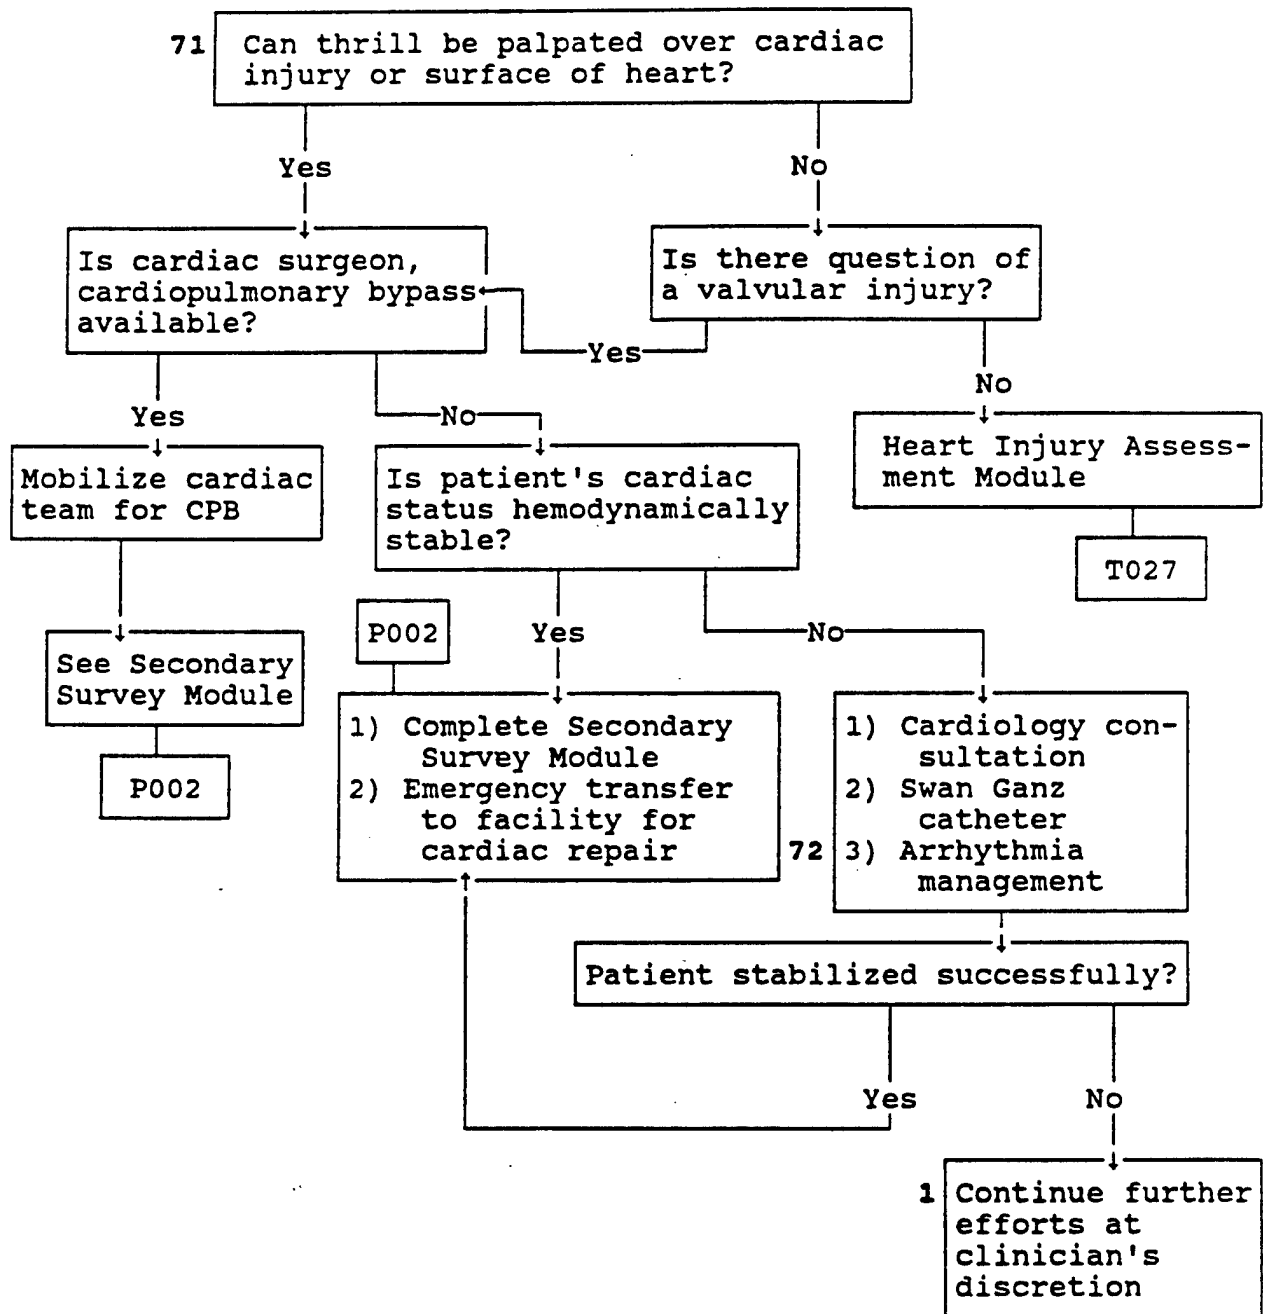 71 Can thrill be palpated over cardiac
injury or surface of heart?
Yes
No
Is cardiac surgeon,
cardiopulmonary bypass
available?
Is there question of
a valvular injury?
Yes
No
Yes
No
Mobilize cardiac
team for CPB
Is patient's cardiac
status hemodynamically
stable?
Heart Injury Assess-
ment Module
T027
See Secondary
Survey Module
P002
P002
Yes
No
1) Complete Secondary
Survey Module
2) Emergency transfer
to facility for
cardiac repair
1) Cardiology con-
sultation
2) Swan Ganz
catheter
72 3) Arrhythmia
management
Patient stabilized successfully?
Yes
No
1 Continue further
efforts at
clinician's
discretion